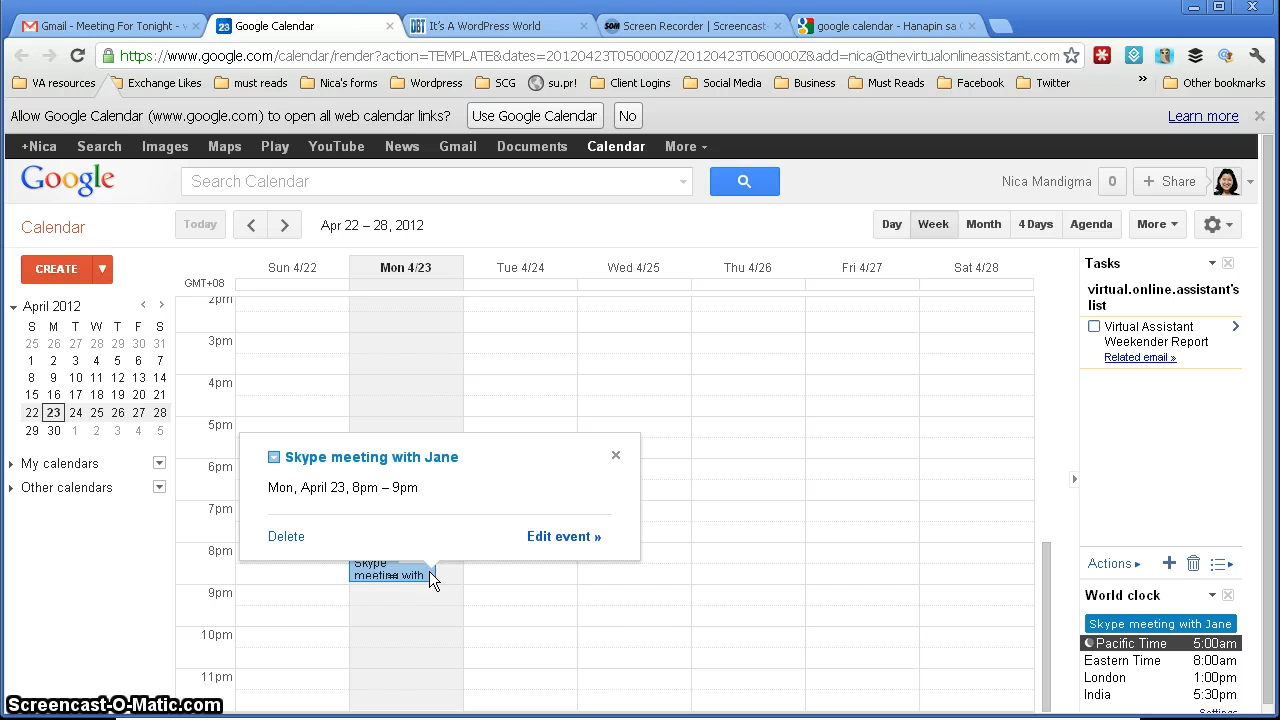 Gmail - Meeting For Tonight - v
Google Calendar
It's A WordPress World
Screen Recorder | Screencast-
google calendar - Hanapin sa
https://www.google.com/calendar/render?action=TEMPLATE&dates=20120423T050000Z/20120423T060000Z&add=nica@thevirtualonlineassistant.com
VA resources
Exchange Likes
must reads
Nica's forms
Wordpress
SCG
su.pr!
Client Logins
Social Media
Business
Must Reads
Facebook
Twitter
»
Other bookmarks
Allow Google Calendar (www.google.com) to open all web calendar links?
Use Google Calendar
No
Learn more
+Nica Search Images Maps Play YouTube News Gmail Documents Calendar More
Google
Search Calendar
Nica Mandigma
0
+ Share
Calendar
Today
Apr 22 – 28, 2012
Day
Week
Month
4 Days
Agenda
More
CREATE
Sun 4/22
Mon 4/23
Tue 4/24
Wed 4/25
Thu 4/26
Fri 4/27
Sat 4/28
GMT+08
April 2012
S M T W T F S
25 26 27 28 29 30 31
1 2 3 4 5 6 7
8 9 10 11 12 13 14
15 16 17 18 19 20 21
22 23 24 25 26 27 28
29 30 1 2 3 4 5
My calendars
Other calendars
2pm
3pm
4pm
5pm
6pm
7pm
8pm
9pm
10pm
11pm
Skype meeting with Jane
Mon, April 23, 8pm – 9pm
Delete
Edit event »
Skype
meeting with
Tasks
virtual.online.assistant's
list
Virtual Assistant
Weekender Report
Related email »
Actions
World clock
Skype meeting with Jane
Pacific Time 5:00am
Eastern Time 8:00am
London 1:00pm
India 5:30pm
Settings
Screencast-O-Matic.com